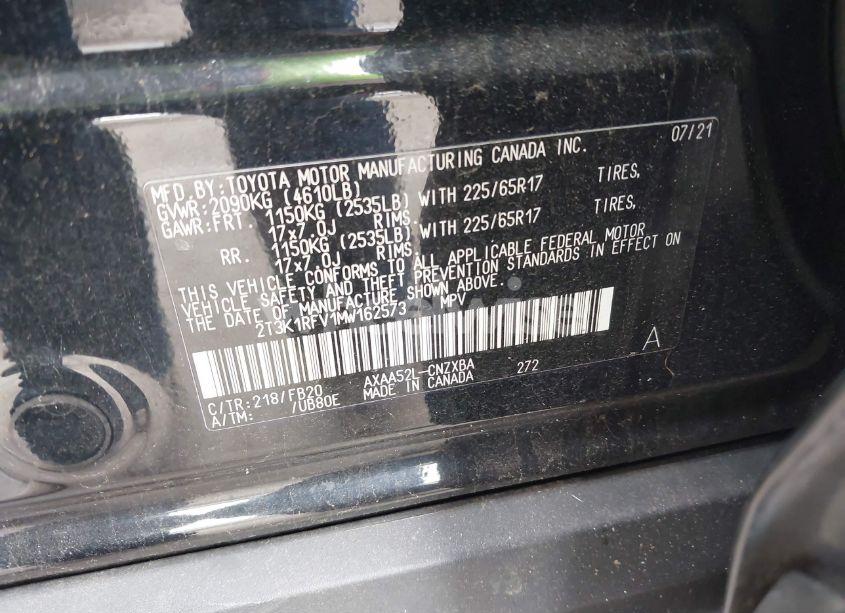 07/21
MFD. BY: TOYOTA MOTOR MANUFACTURING CANADA INC.
GVWR: 2090KG (4610LB)
GAWR: FRT. 1150KG (2535LB) WITH 225/65R17 TIRES,
17x7.0J RIMS.
RR. 1150KG (2535LB) WITH 225/65R17 TIRES,
17x7.0J RIMS
THIS VEHICLE CONFORMS TO ALL APPLICABLE FEDERAL MOTOR
VEHICLE SAFETY AND THEFT PREVENTION STANDARDS IN EFFECT ON
THE DATE OF MANUFACTURE SHOWN ABOVE.
2T3K1RFV1MW162573 MPV
A
C/TR: 218/FB20 AXAA52L-CNZXBA 272
A/TM: /UB80E MADE IN CANADA